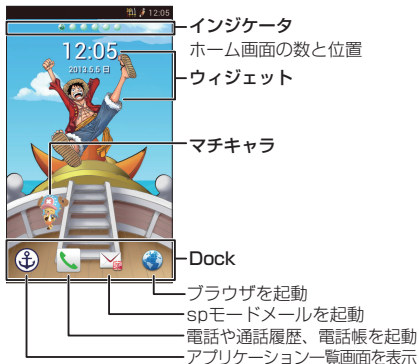 12:05
インジケータ
ホーム画面の数と位置
12:05
2013.5.5 日
ウィジェット
マチキャラ
Dock
ブラウザを起動
spモードメールを起動
電話や通話履歴、電話帳を起動
アプリケーション一覧画面を表示